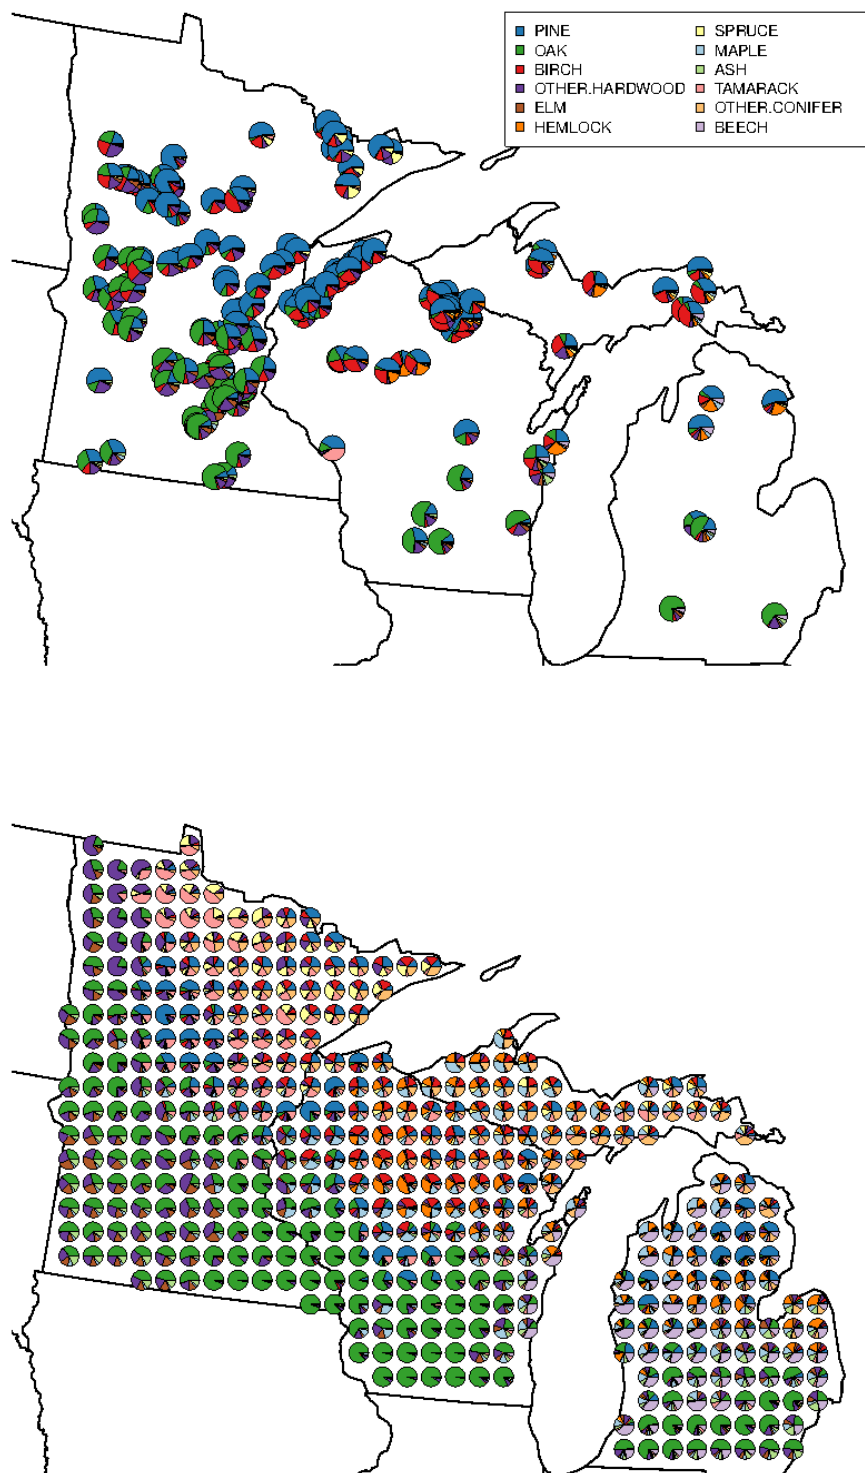 PINE
OAK
BIRCH
OTHER.HARDWOOD
ELM
HEMLOCK
SPRUCE
MAPLE
ASH
TAMARACK
OTHER.CONIFER
BEECH